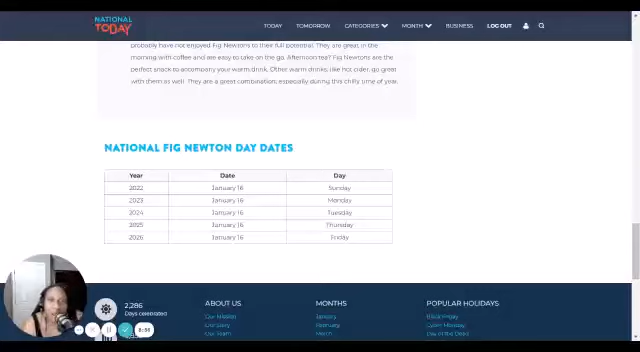 NATIONAL
TODAY
TODAY TOMORROW CATEGORIES MONTH BUSINESS LOG OUT
probably have not enjoyed Fig Newtons to their full potential. They are great in the
morning with coffee and are easy to take on the go. Afternoon tea? Fig Newtons are the
perfect snack to accompany your warm drink. Other warm drinks, like hot cider, go great
with them as well. They are a great combination, especially during this chilly time of year.
NATIONAL FIG NEWTON DAY DATES
Year Date Day
2022 January 16 Sunday
2023 January 16 Monday
2024 January 16 Tuesday
2025 January 16 Thursday
2026 January 16 Friday
2,286
Days celebrated
ABOUT US MONTHS POPULAR HOLIDAYS
Our Mission January Black Friday
Our Story February Cyber Monday
Our Team March Day of the Dead